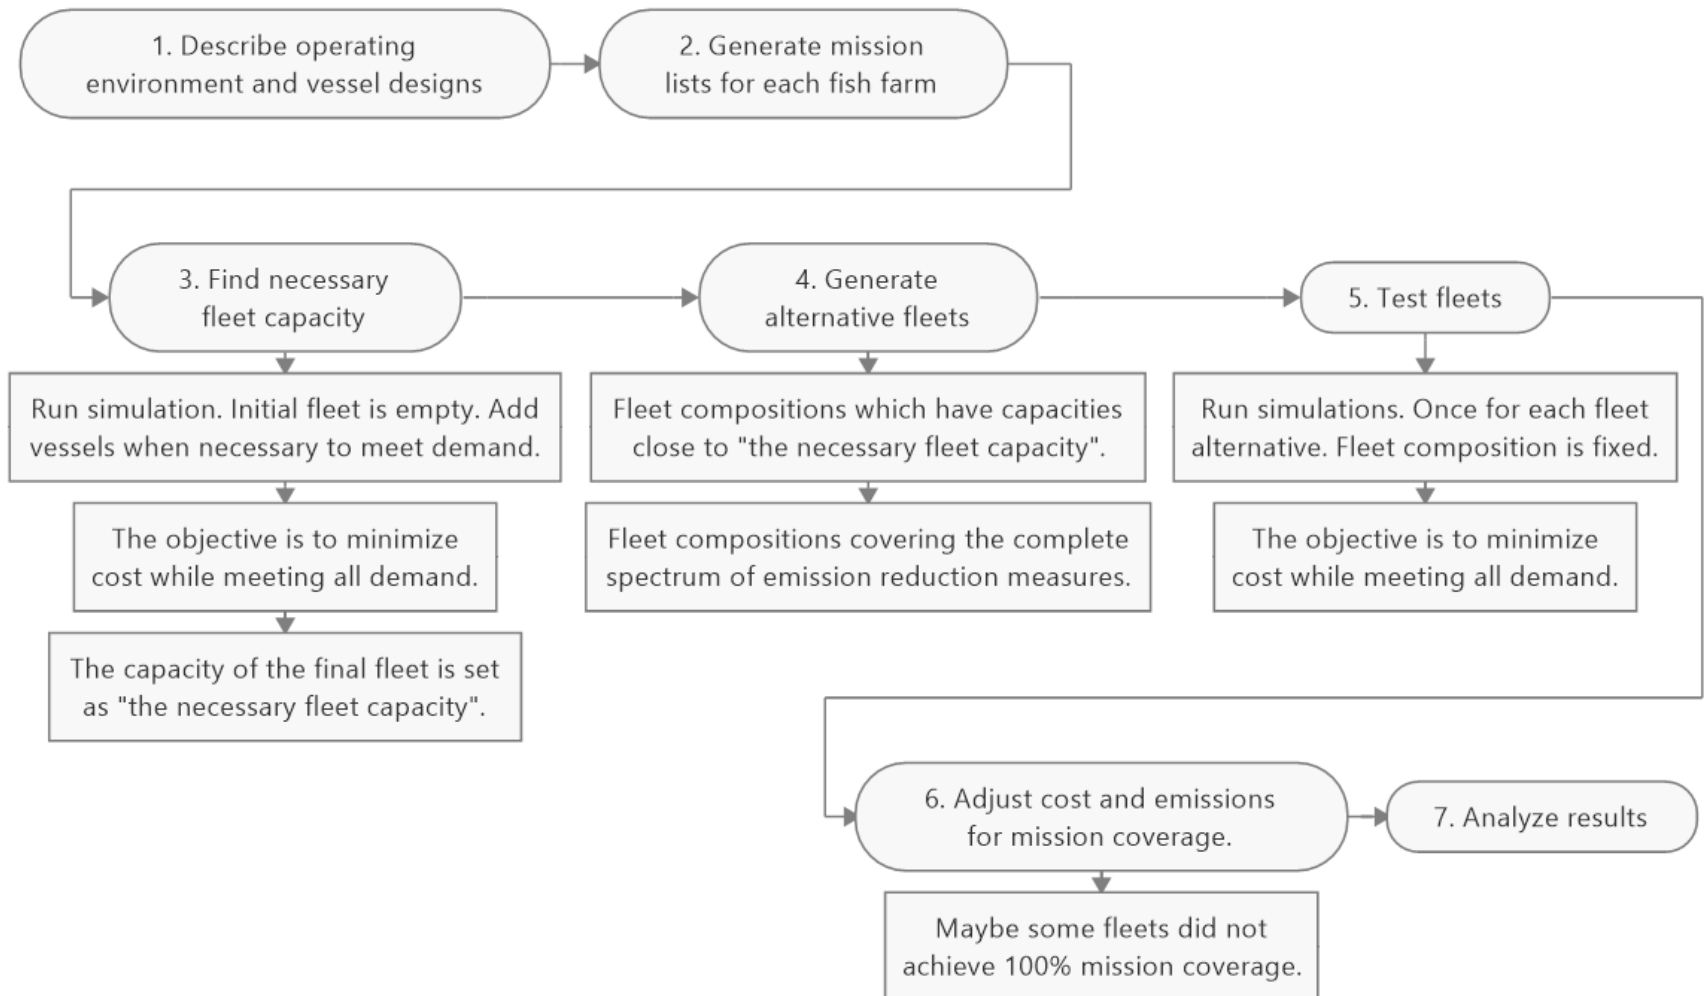 1. Describe operating
environment and vessel designs
2. Generate mission
lists for each fish farm
3. Find necessary
fleet capacity
Run simulation. Initial fleet is empty. Add
vessels when necessary to meet demand.
The objective is to minimize
cost while meeting all demand.
The capacity of the final fleet is set
as "the necessary fleet capacity".
4. Generate
alternative fleets
Fleet compositions which have capacities
close to "the necessary fleet capacity".
Fleet compositions covering the complete
spectrum of emission reduction measures.
5. Test fleets
Run simulations. Once for each fleet
alternative. Fleet composition is fixed.
The objective is to minimize
cost while meeting all demand.
6. Adjust cost and emissions
for mission coverage.
Maybe some fleets did not
achieve 100% mission coverage.
7. Analyze results